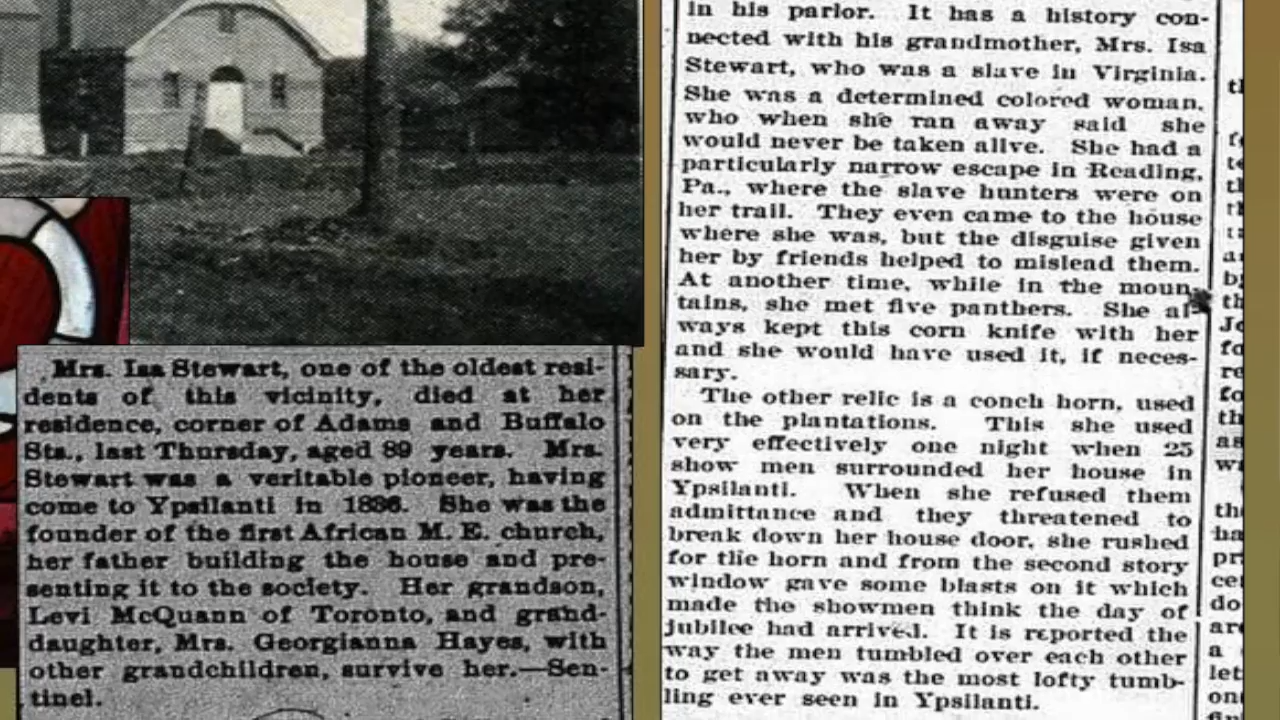 Mrs. Isa Stewart, one of the oldest resi-
dents of this vicinity, died at her
residence, corner of Adams and Buffalo
Sts., last Thursday, aged 89 years. Mrs.
Stewart was a veritable pioneer, having
come to Ypsilanti in 1836. She was the
founder of the first African M. E. church,
her father building the house and pre-
senting it to the society. Her grandson,
Levi McQuann of Toronto, and grand-
daughter, Mrs. Georgianna Hayes, with
other grandchildren, survive her.—Sen-
tinel.
in his parlor. It has a history con-
nected with his grandmother, Mrs. Isa
Stewart, who was a slave in Virginia.
She was a determined colored woman,
who when she ran away said she
would never be taken alive. She had a
particularly narrow escape in Reading,
Pa., where the slave hunters were on
her trail. They even came to the house
where she was, but the disguise given
her by friends helped to mislead them.
At another time, while in the moun-
tains, she met five panthers. She al-
ways kept this corn knife with her
and she would have used it, if neces-
sary.
The other relic is a conch horn, used
on the plantations. This she used
very effectively one night when 25
show men surrounded her house in
Ypsilanti. When she refused them
admittance and they threatened to
break down her house door, she rushed
for the horn and from the second story
window gave some blasts on it which
made the showmen think the day of
jubilee had arrived. It is reported the
way the men tumbled over each other
to get away was the most lofty tumb-
ling ever seen in Ypsilanti.